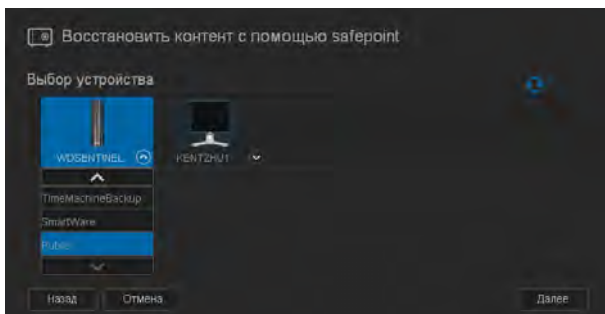 Восстановить контент с помощью safepoint
Выбор устройства
WDSENTINEL
KENTZHU1
TimeMachineBackup
SmartWare
Public
Назад
Отмена
Далее